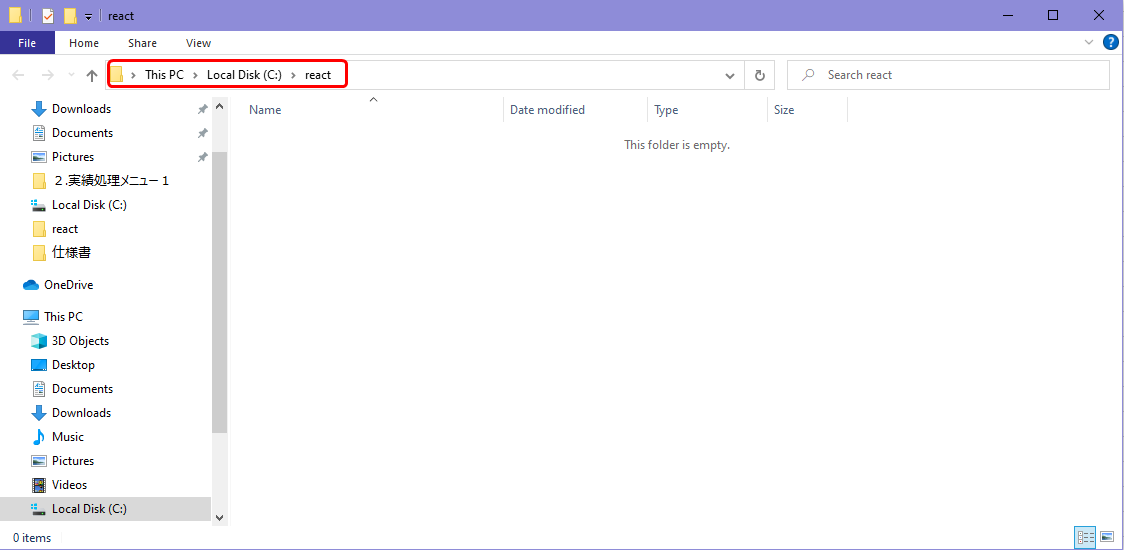 react
File Home Share View
This PC Local Disk (C:) react
Search react
Name Date modified Type Size
This folder is empty.
Downloads
Documents
Pictures
２.実績処理メニュー１
Local Disk (C:)
react
仕様書
OneDrive
This PC
3D Objects
Desktop
Documents
Downloads
Music
Pictures
Videos
Local Disk (C:)
0 items